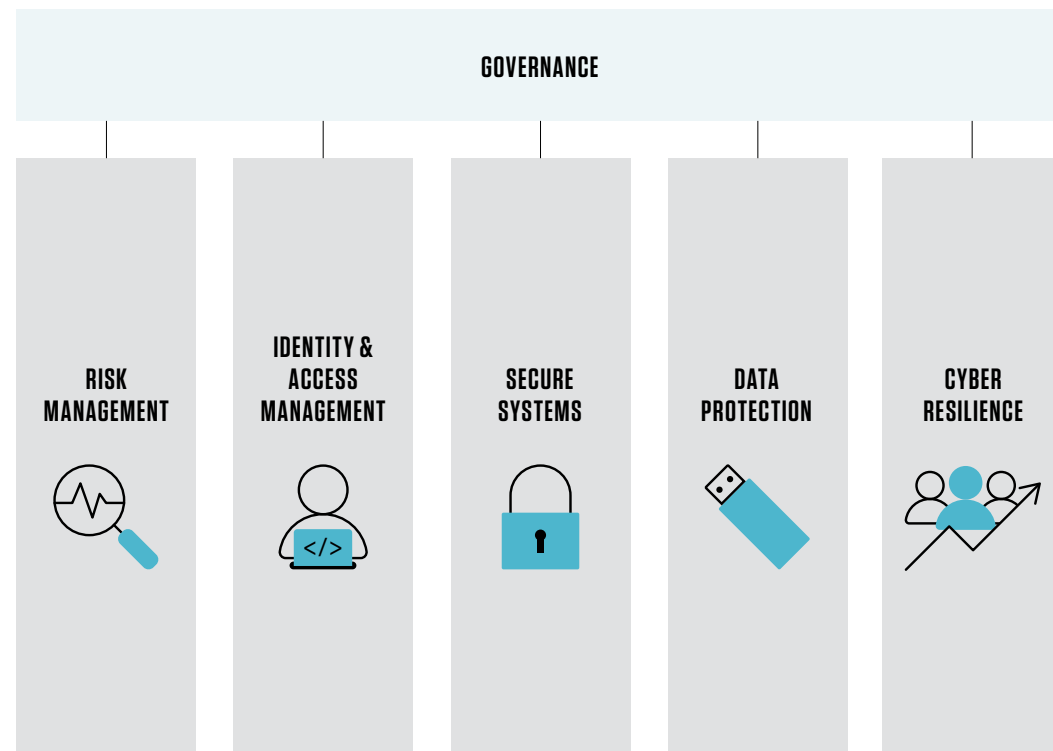 GOVERNANCE
RISK
MANAGEMENT
IDENTITY &
ACCESS
MANAGEMENT
</>
SECURE
SYSTEMS
DATA
PROTECTION
CYBER
RESILIENCE